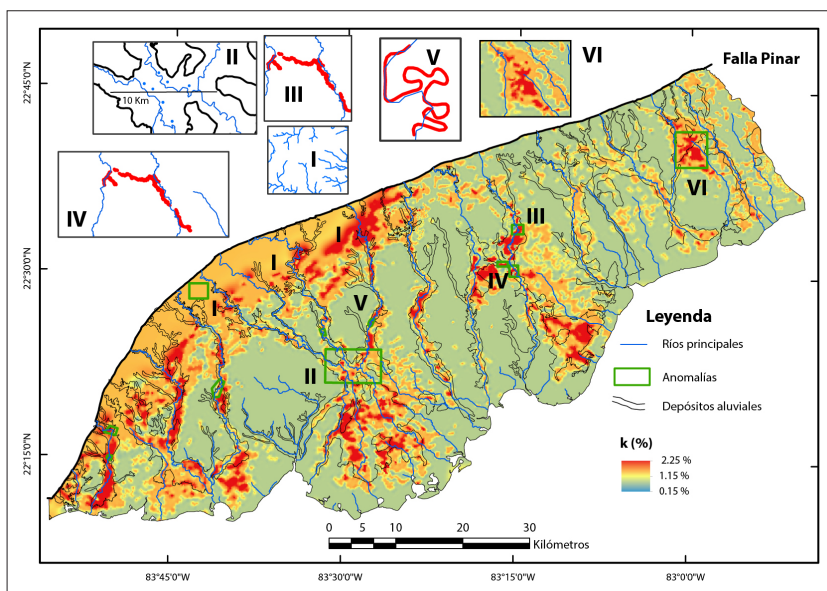 II
10 Km
III
V
VI
Falla Pinar
I
IV
22°45'0"N
22°30'0"N
22°15'0"N
VI
III
I
I
IV
I
V
II
Leyenda
Ríos principales
Anomalías
Depósitos aluviales
k (%)
2.25 %
1.15 %
0.15 %
0 5 10 20 30
Kilómetros
83°45'0"W 83°30'0"W 83°15'0"W 83°0'0"W